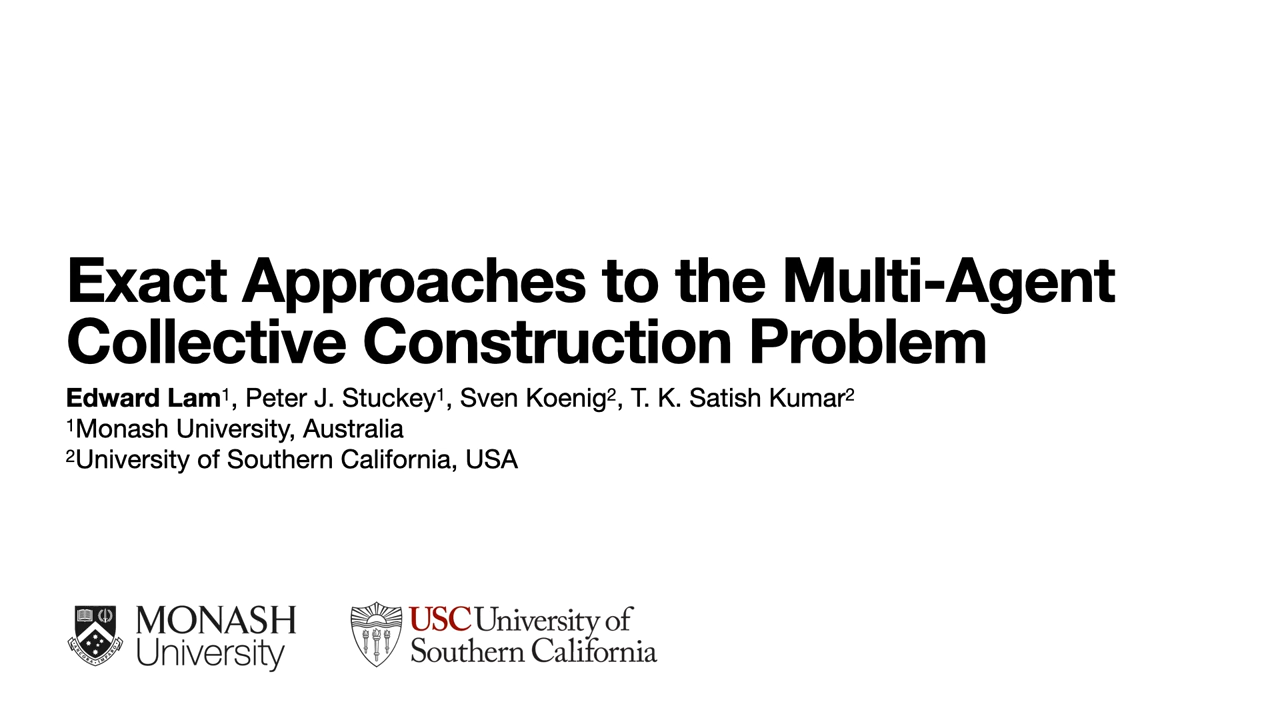 Exact Approaches to the Multi-Agent
Collective Construction Problem
Edward Lam¹, Peter J. Stuckey¹, Sven Koenig², T. K. Satish Kumar²
¹Monash University, Australia
²University of Southern California, USA
MONASH
University
USC University of
Southern California